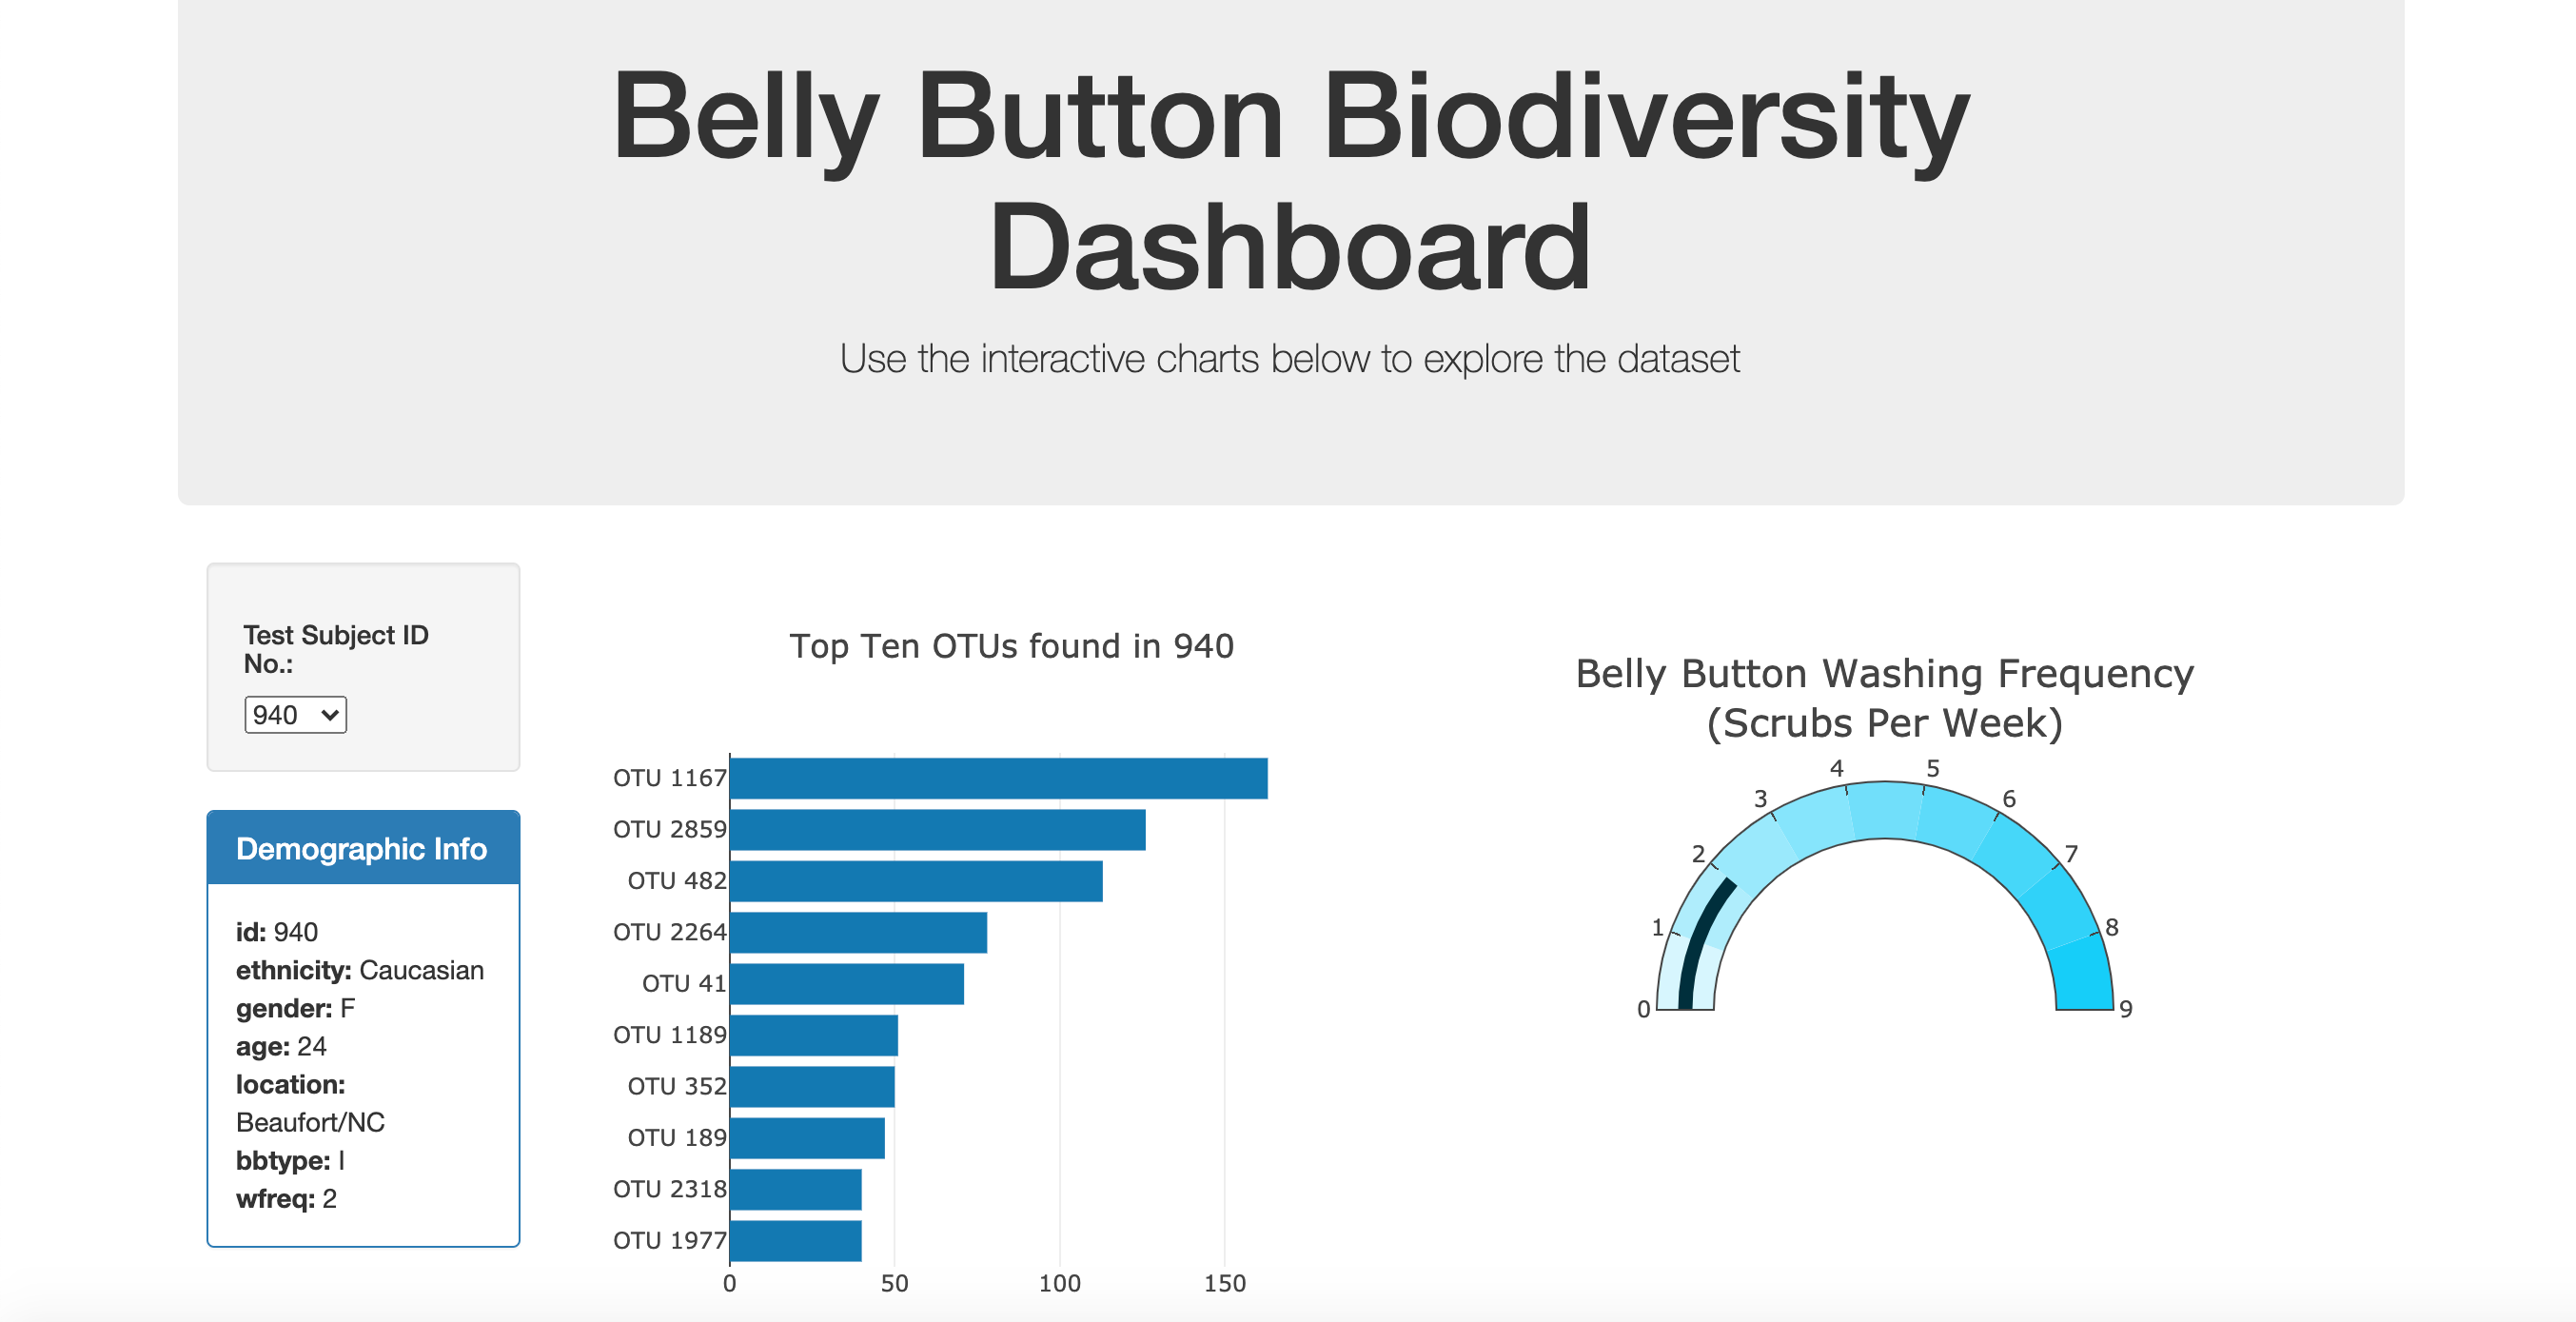 Belly Button Biodiversity
Dashboard
Use the interactive charts below to explore the dataset
Test Subject ID
No.:
940
Demographic Info
id: 940
ethnicity: Caucasian
gender: F
age: 24
location:
Beaufort/NC
bbtype: I
wfreq: 2
Top Ten OTUs found in 940
OTU 1167
OTU 2859
OTU 482
OTU 2264
OTU 41
OTU 1189
OTU 352
OTU 189
OTU 2318
OTU 1977
0 50 100 150
Belly Button Washing Frequency
(Scrubs Per Week)
0
1
2
3
4
5
6
7
8
9